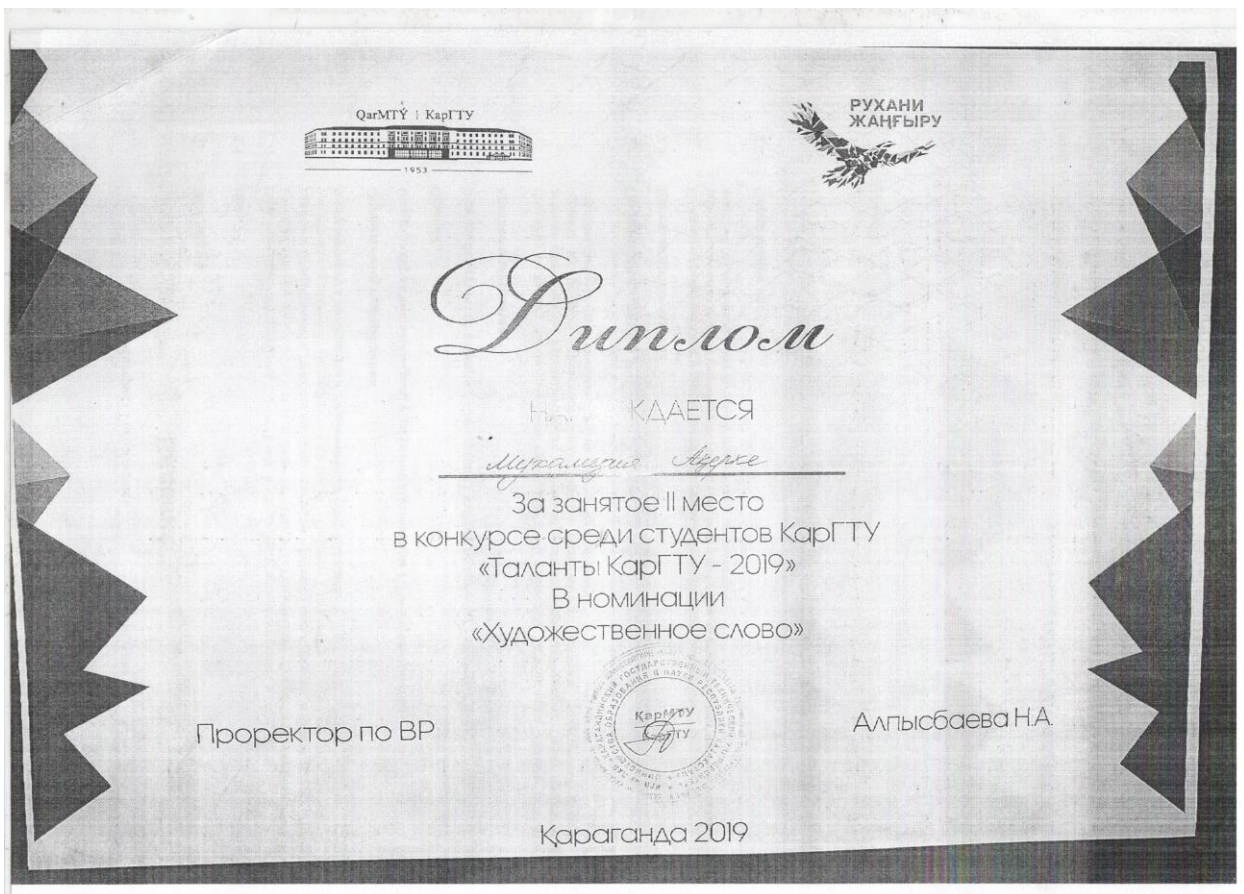 QarMTÝ | КарГТУ
1953
РУХАНИ
ЖАҢҒЫРУ
Диплом
За занятое II место
в конкурсе среди студентов КарГТУ
«Таланты КарГТУ - 2019»
В номинации
«Художественное слово»
Проректор по ВР
Алпысбаева Н.А.
Қараганда 2019